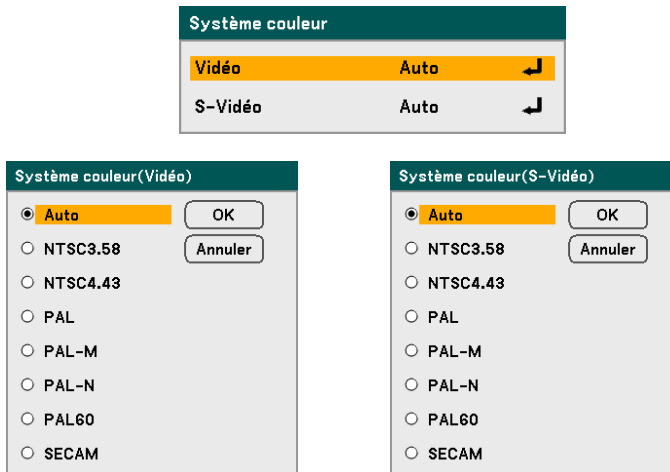 Système couleur
Vidéo Auto
S-Vidéo Auto
Système couleur(Vidéo)
Auto OK
NTSC3.58 Annuler
NTSC4.43
PAL
PAL-M
PAL-N
PAL60
SECAM
Système couleur(S-Vidéo)
Auto OK
NTSC3.58 Annuler
NTSC4.43
PAL
PAL-M
PAL-N
PAL60
SECAM